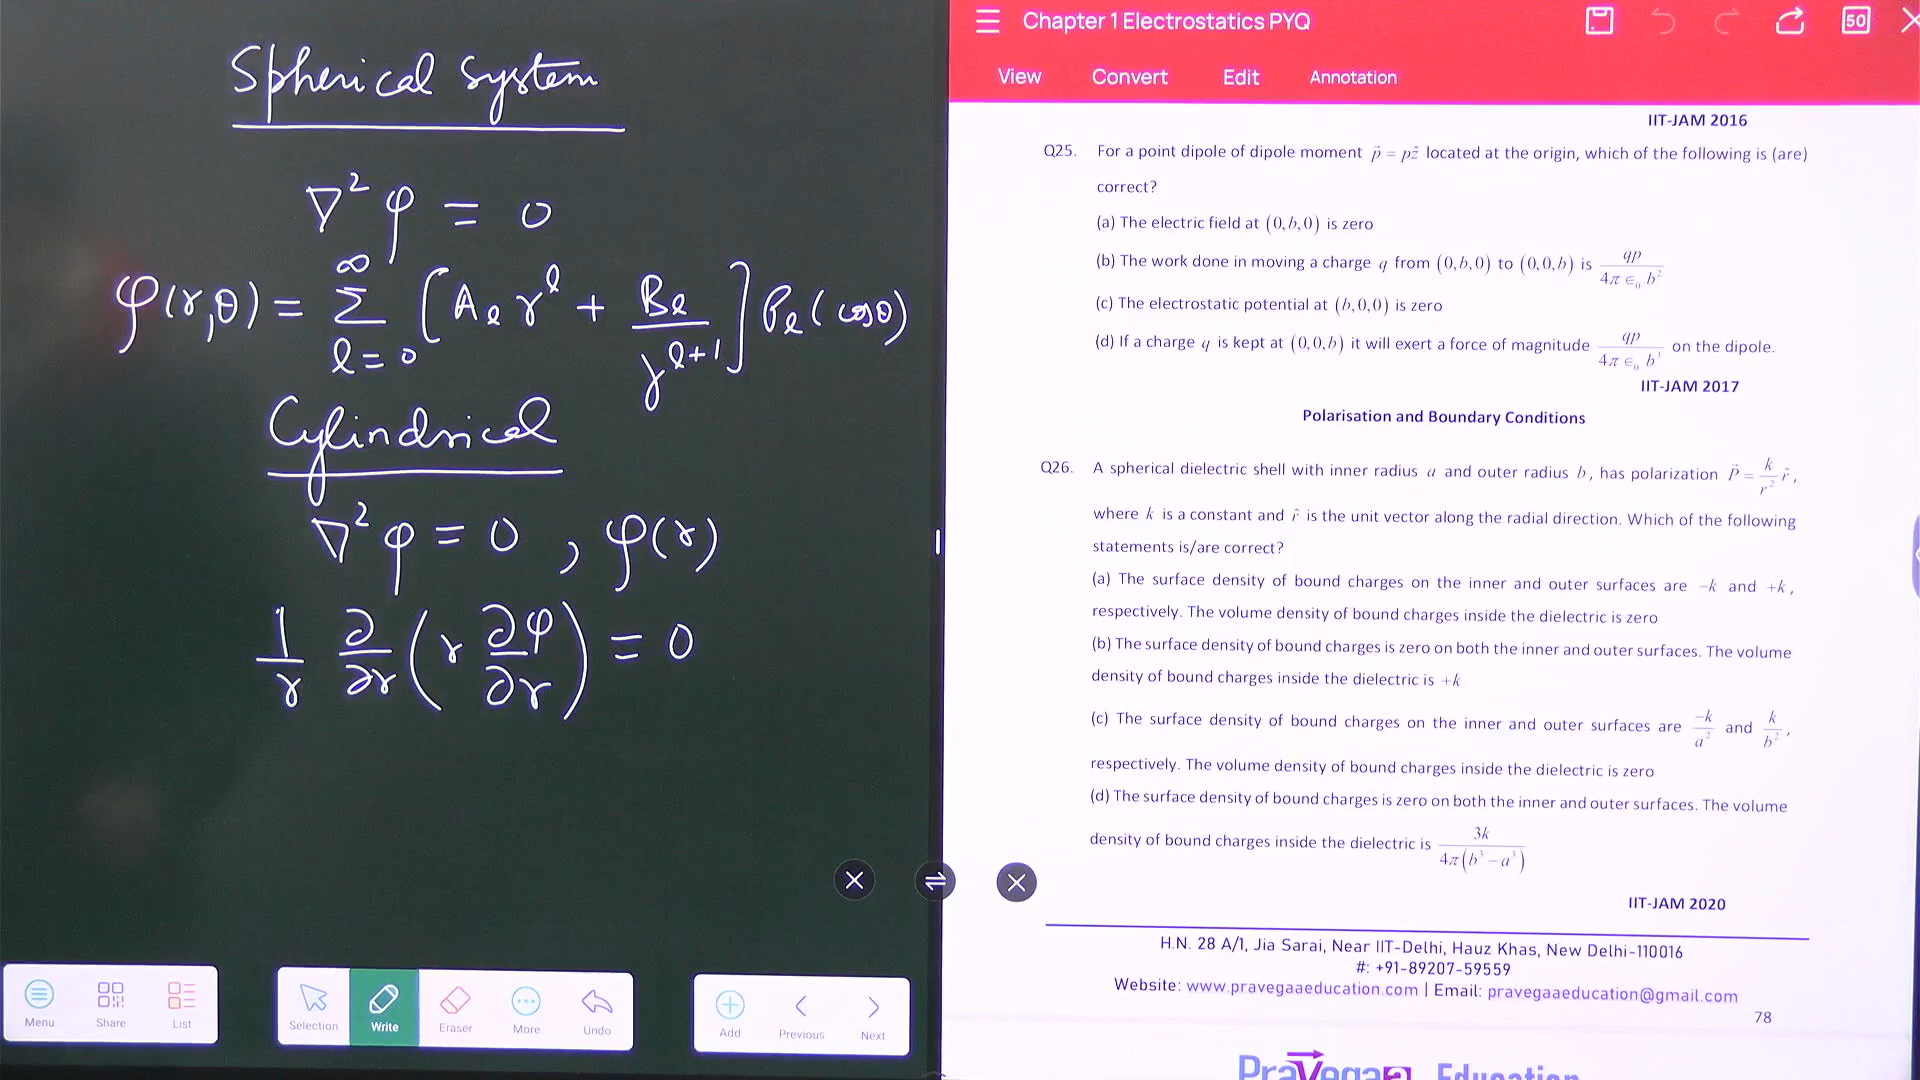 Spherical System
∇² φ = 0
φ(r,θ) = ∞ Σ l=0 [A_l r^l + B_l / r^{l+1}] P_l (cosθ)
Cylindrical
∇² φ = 0 , φ(r)
1/r ∂/∂r (r ∂φ/∂r) = 0
Menu Share List Selection Write Eraser More Undo Add Previous Next
Chapter 1 Electrostatics PYQ 50
View Convert Edit Annotation
IIT-JAM 2016
Q25. For a point dipole of dipole moment p⃗ = pẑ located at the origin, which of the following is (are)
correct?
(a) The electric field at (0,b,0) is zero
(b) The work done in moving a charge q from (0,b,0) to (0,0,b) is qp / 4π ∈₀ b²
(c) The electrostatic potential at (b,0,0) is zero
(d) If a charge q is kept at (0,0,b) it will exert a force of magnitude qp / 4π ∈₀ b³ on the dipole.
IIT-JAM 2017
Polarisation and Boundary Conditions
Q26. A spherical dielectric shell with inner radius a and outer radius b, has polarization P⃗ = k / r² r̂,
where k is a constant and r̂ is the unit vector along the radial direction. Which of the following
statements is/are correct?
(a) The surface density of bound charges on the inner and outer surfaces are −k and +k,
respectively. The volume density of bound charges inside the dielectric is zero
(b) The surface density of bound charges is zero on both the inner and outer surfaces. The volume
density of bound charges inside the dielectric is +k
(c) The surface density of bound charges on the inner and outer surfaces are −k / a² and k / b²,
respectively. The volume density of bound charges inside the dielectric is zero
(d) The surface density of bound charges is zero on both the inner and outer surfaces. The volume
density of bound charges inside the dielectric is 3k / 4π(b³ − a³)
IIT-JAM 2020
H.N. 28 A/1, Jia Sarai, Near IIT-Delhi, Hauz Khas, New Delhi-110016
#: +91-89207-59559
Website: www.pravegaaeducation.com | Email: pravegaaeducation@gmail.com
78
Pravegaa Education